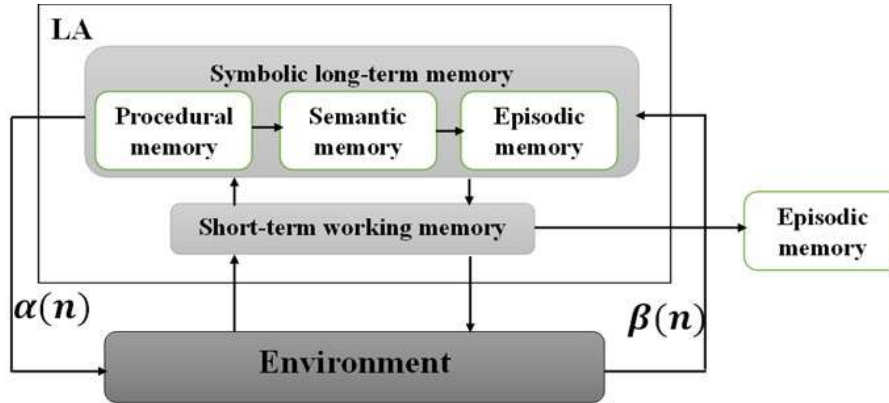 LA
Symbolic long-term memory
Procedural
memory
Semantic
memory
Episodic
memory
Short-term working memory
Episodic
memory
α(n)
β(n)
Environment